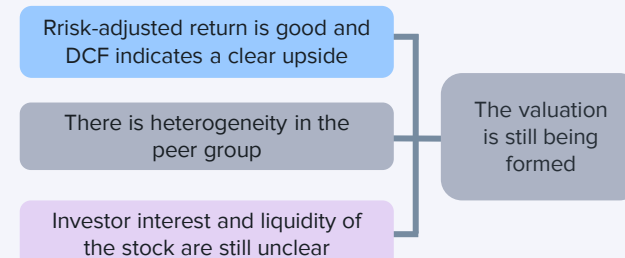 Rrisk-adjusted return is good and
DCF indicates a clear upside
There is heterogeneity in the
peer group
Investor interest and liquidity of
the stock are still unclear
The valuation
is still being
formed